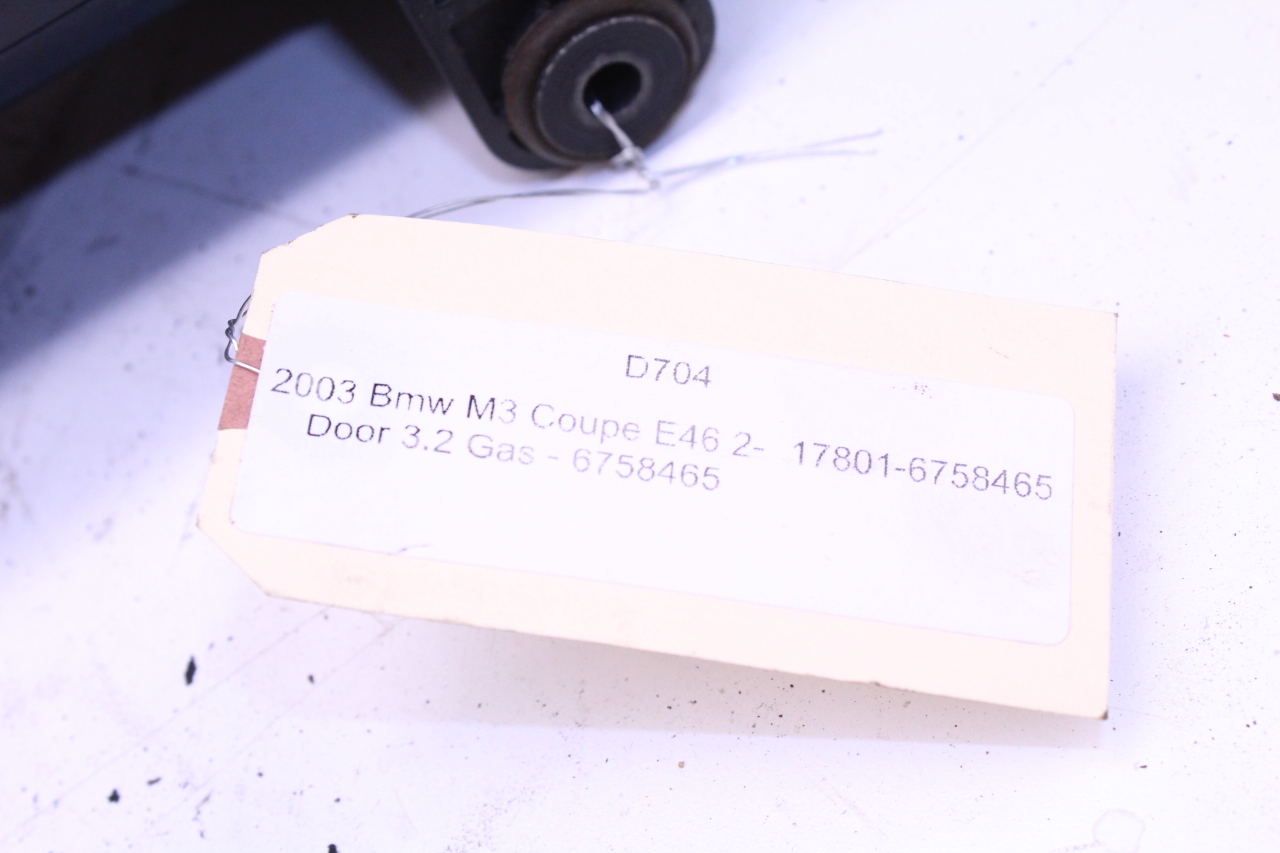 D704
2003 Bmw M3 Coupe E46 2- 17801-6758465
Door 3.2 Gas - 6758465